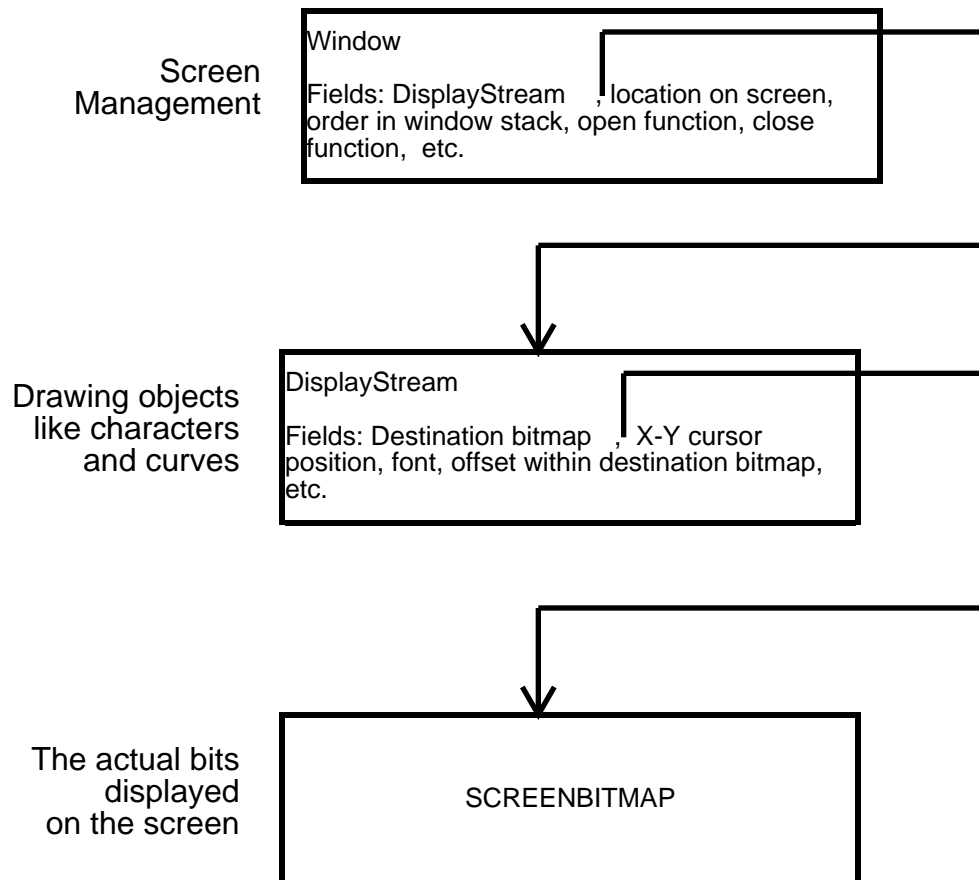 Screen
Management
Window
Fields: DisplayStream , location on screen,
order in window stack, open function, close
function, etc.
Drawing objects
like characters
and curves
DisplayStream
Fields: Destination bitmap , X-Y cursor
position, font, offset within destination bitmap,
etc.
The actual bits
displayed
on the screen
SCREENBITMAP